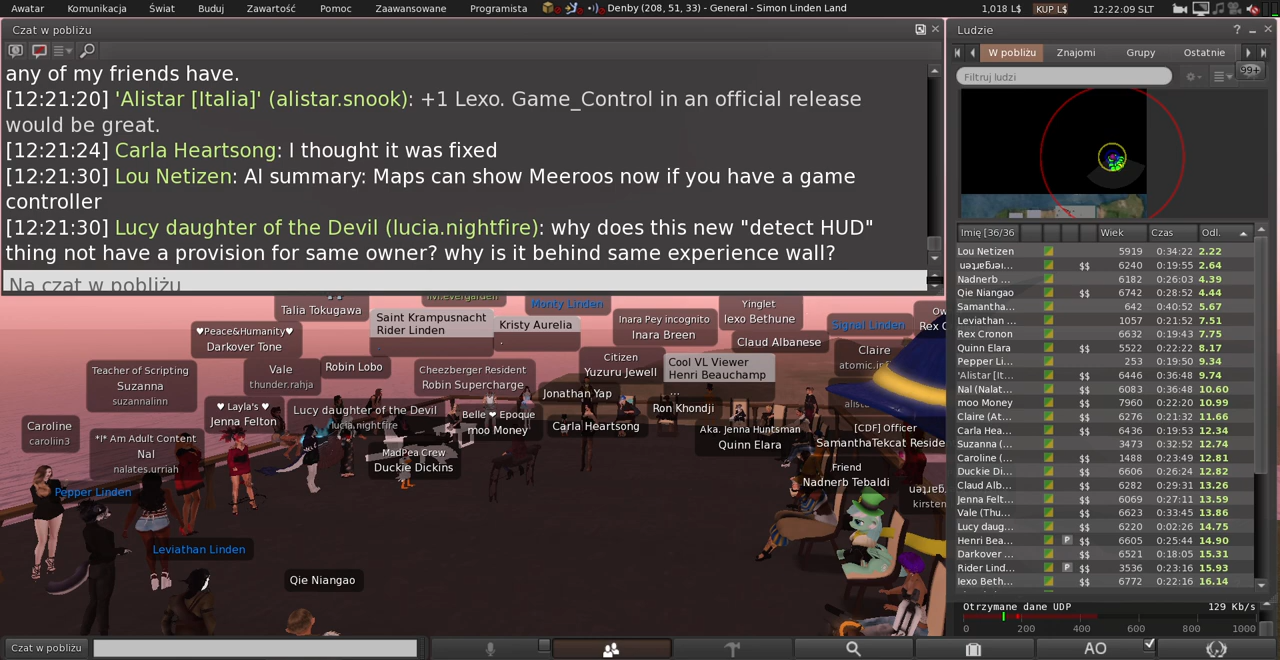 Awatar Komunikacja Świat Buduj Zawartość Pomoc Zaawansowane Programista Denby (208, 51, 33) - General - Simon Linden Land 1,018 L$ KUP L$ 12:22:09 SLT
Czat w pobliżu
any of my friends have.
[12:21:20] 'Alistar [Italia]' (alistar.snook): +1 Lexo. Game_Control in an official release
would be great.
[12:21:24] Carla Heartsong: I thought it was fixed
[12:21:30] Lou Netizen: AI summary: Maps can show Meeroos now if you have a game
controller
[12:21:30] Lucy daughter of the Devil (lucia.nightfire): why does this new "detect HUD"
thing not have a provision for same owner? why is it behind same experience wall?
Na czat w pobliżu
Talia Tokugawa
Saint Krampusnacht
Rider Linden
Kristy Aurelia
Monty Linden
Inara Pey incognito
Inara Breen
Yinglet
lexo Bethune
Claud Albanese
Signal Linden
♥Peace&Humanity♥
Darkover Tone
Teacher of Scripting
Suzanna
suzannalinn
Vale
thunder.rahja
Robin Lobo
Cheezberger Resident
Robin Supercharge
Citizen
Yuzuru Jewell
Cool VL Viewer
Henri Beauchamp
...
Claire
Jonathan Yap
Ron Khondji
♥ Layla's ♥
Jenna Felton
Lucy daughter of the Devil
lucia.nightfire
Belle ❤ Epoque
moo Money
Carla Heartsong
Aka. Jenna Huntsman
Quinn Elara
[CDF] Officer
SamanthaTekcat Reside
Caroline
caroliin3
*I* Am Adult Content
Nal
nalates.urriah
MadPea Crew
Duckie Dickins
Friend
Nadnerb Tebaldi
Pepper Linden
Leviathan Linden
Qie Niangao
Czat w pobliżu
AO
Ludzie
? _ ×
W pobliżu Znajomi Grupy Ostatnie
Filtruj ludzi
99+
Imię [36/36 Wiek Czas Odl.
Lou Netizen 5919 0:34:22 2.22
uǝʇɹɐƃɹǝ... $$ 6240 0:19:55 2.64
Nadnerb ... 6182 0:26:03 4.39
Qie Niangao $$ 6742 0:28:52 4.44
Samantha... 642 0:40:52 5.67
Leviathan ... 1057 0:21:52 7.51
Rex Cronon 6632 0:19:43 7.75
Quinn Elara $$ 5522 0:22:22 8.17
Pepper Li... 253 0:19:50 9.34
'Alistar [It... $$ 6446 0:36:48 9.74
Nal (Nalat... $$ 6083 0:36:48 10.60
moo Money $$ 7960 0:22:20 10.99
Claire (At... $$ 6276 0:21:32 11.66
Carla Hea... $$ 6436 0:19:53 12.34
Suzanna (... 3473 0:32:52 12.74
Caroline (... $$ 1488 0:23:49 12.81
Duckie Di... $$ 6606 0:26:24 12.82
Claud Alb... $$ 6282 0:29:31 13.26
Jenna Felt... $$ 6069 0:27:11 13.59
Vale (Thu... $$ 6623 0:33:45 13.86
Lucy daug... $$ 6220 0:02:26 14.75
Henri Bea... P $$ 6605 0:25:44 14.90
Darkover ... $$ 6521 0:18:05 15.31
Rider Lind... P $$ 3536 0:23:16 15.93
lexo Beth... $$ 6772 0:22:16 16.14
Otrzymane dane UDP 129 Kb/s
0 200 400 600 800 1000